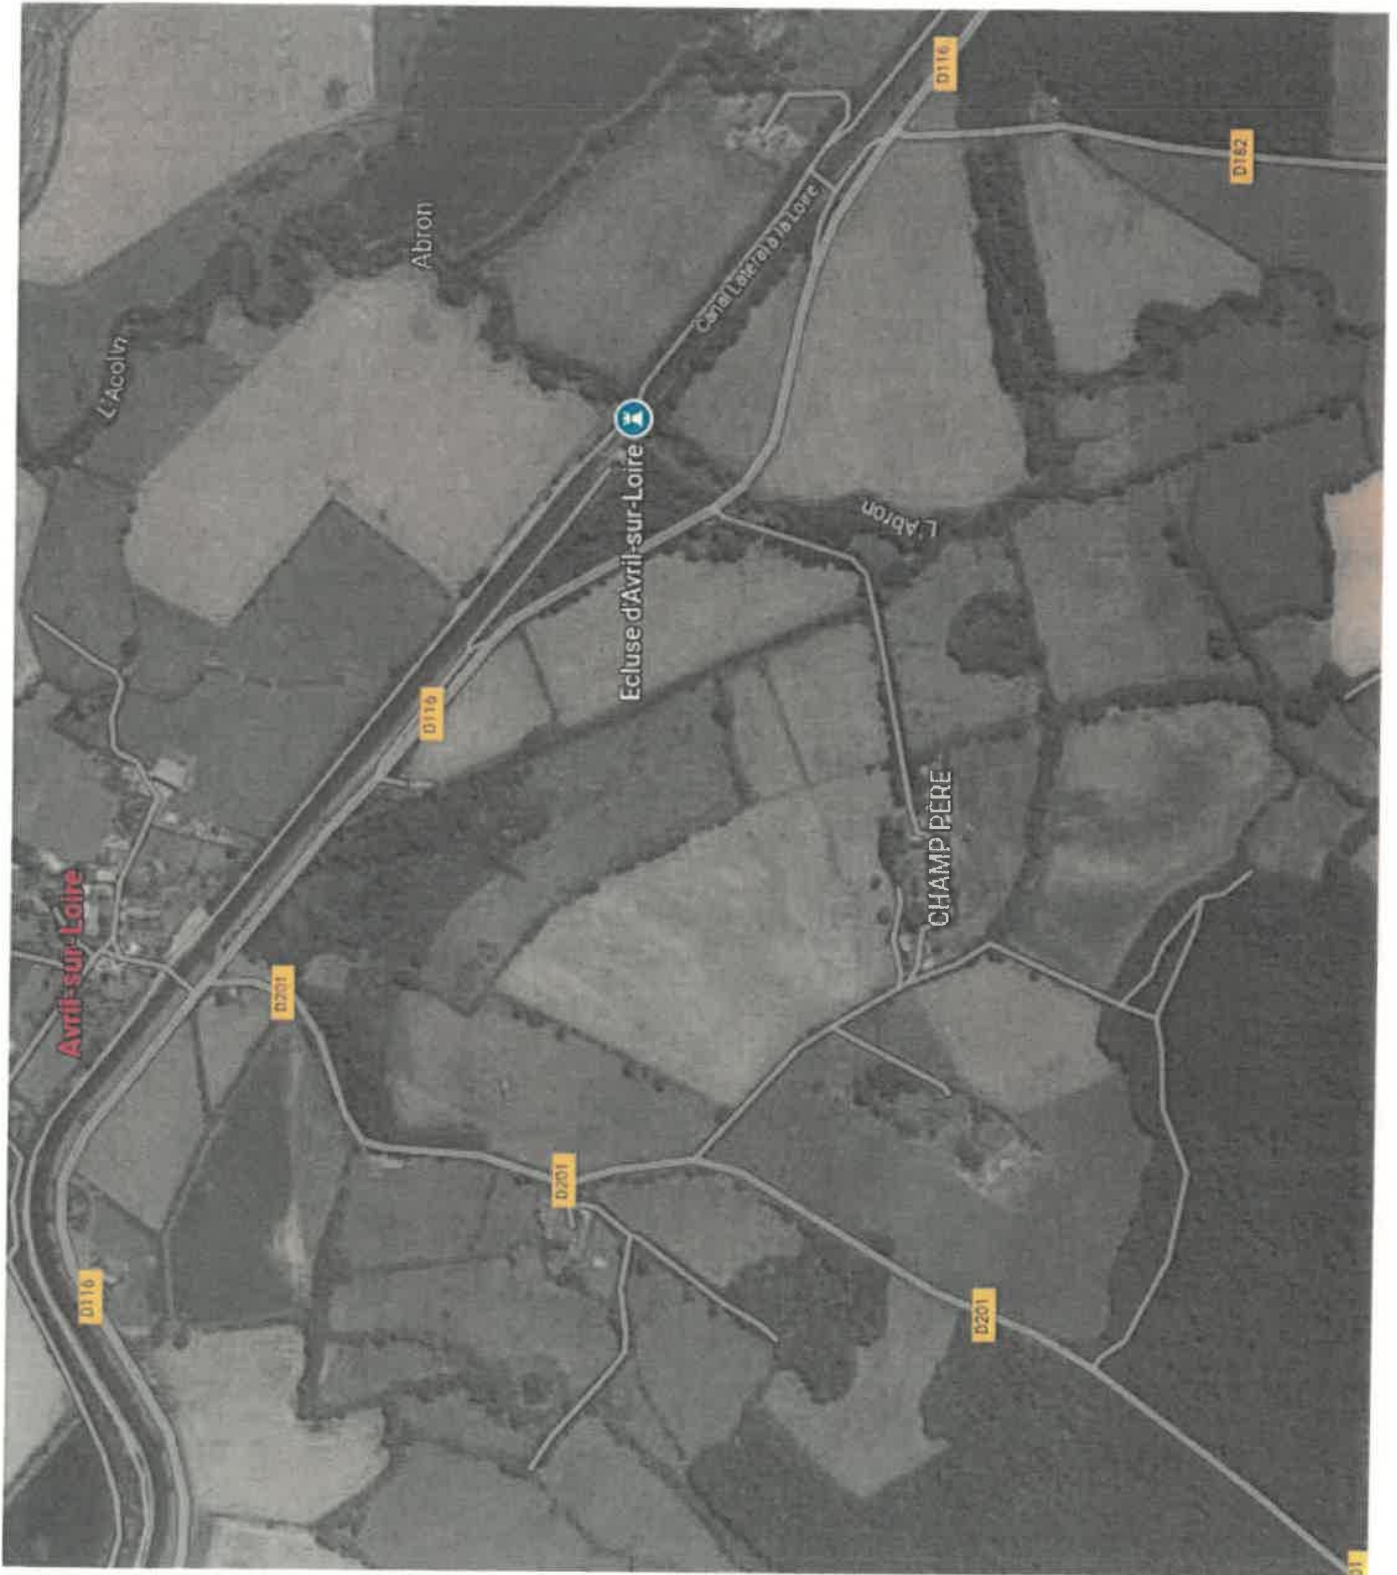 D116
Avril-sur-Loire
L'Acolin
D201
Abron
D116
D201
Ecluse d'Avril-sur-Loire
Canal Latéral à la Loire
L'Abron
CHAMP PÈRE
D116
D201
D182
01